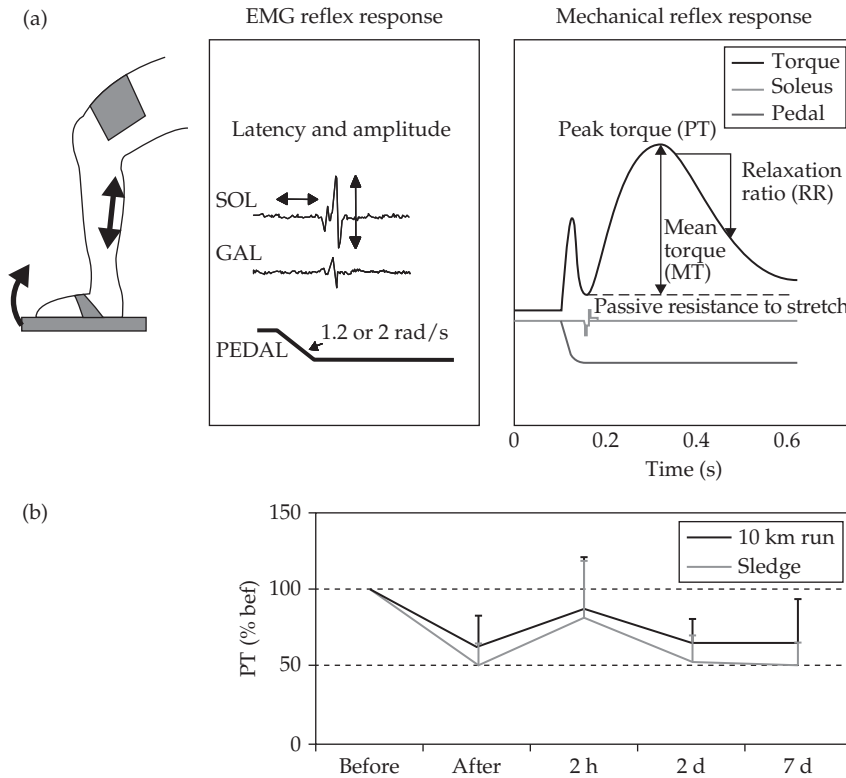 (a)
EMG reflex response
Latency and amplitude
SOL
GAL
PEDAL
1.2 or 2 rad/s
Mechanical reflex response
Torque
Soleus
Pedal
Peak torque (PT)
Relaxation
ratio (RR)
Mean
torque
(MT)
Passive resistance to stretch
0
0.2
0.4
0.6
Time (s)
(b)
PT (% bef)
150
100
50
0
10 km run
Sledge
Before
After
2 h
2 d
7 d